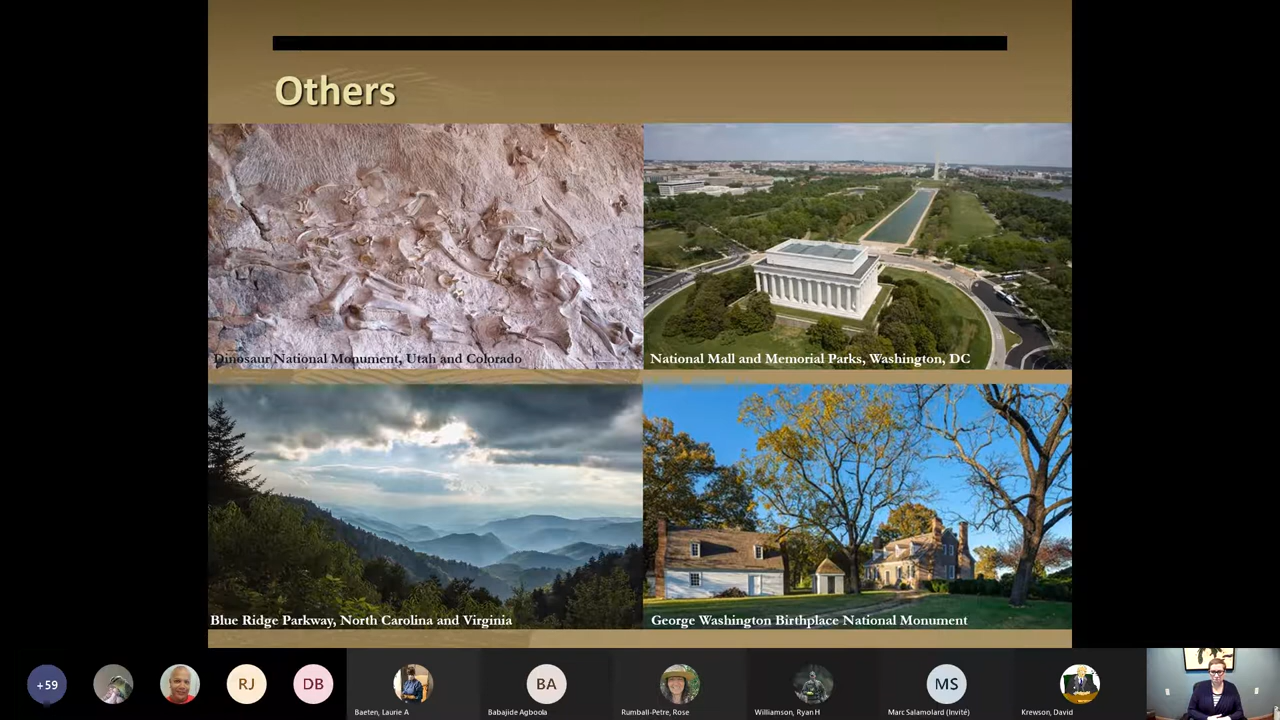 Others
Dinosaur National Monument, Utah and Colorado
National Mall and Memorial Parks, Washington, DC
Blue Ridge Parkway, North Carolina and Virginia
George Washington Birthplace National Monument
+59
RJ
DB
BA
MS
Baeten, Laurie A
Babajide Agboola
Rumball-Petre, Rose
Williamson, Ryan H
Marc Salamolard (Invité)
Krewson, David